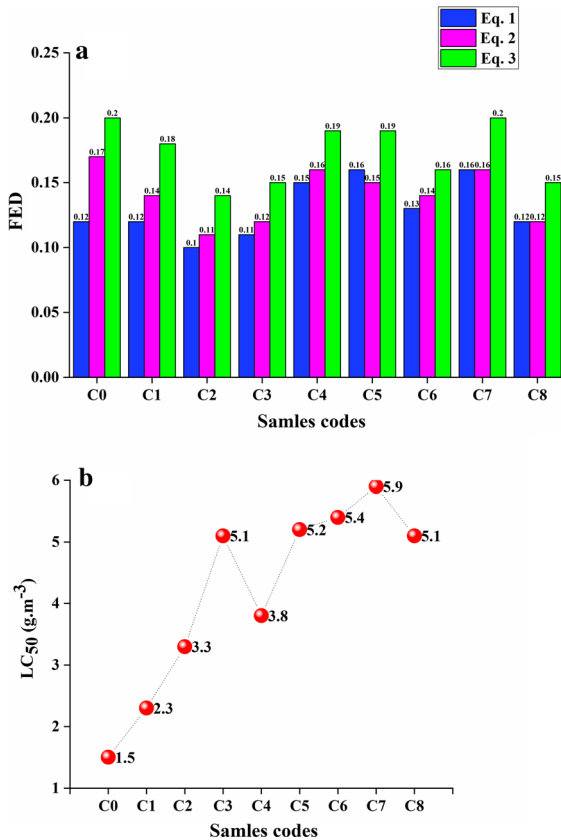 Eq. 1
Eq. 2
Eq. 3
a
0.25
0.20
0.15
0.10
0.05
0.00
FED
0.12 0.17 0.2
0.12 0.14 0.18
0.1 0.11 0.14
0.11 0.12 0.15
0.15 0.16 0.19
0.16 0.15 0.19
0.13 0.14 0.16
0.16 0.16 0.2
0.12 0.12 0.15
C0 C1 C2 C3 C4 C5 C6 C7 C8
Samles codes
b
6
5
4
3
2
1
LC50 (g.m-3)
1.5
2.3
3.3
5.1
3.8
5.2
5.4
5.9
5.1
C0 C1 C2 C3 C4 C5 C6 C7 C8
Samles codes